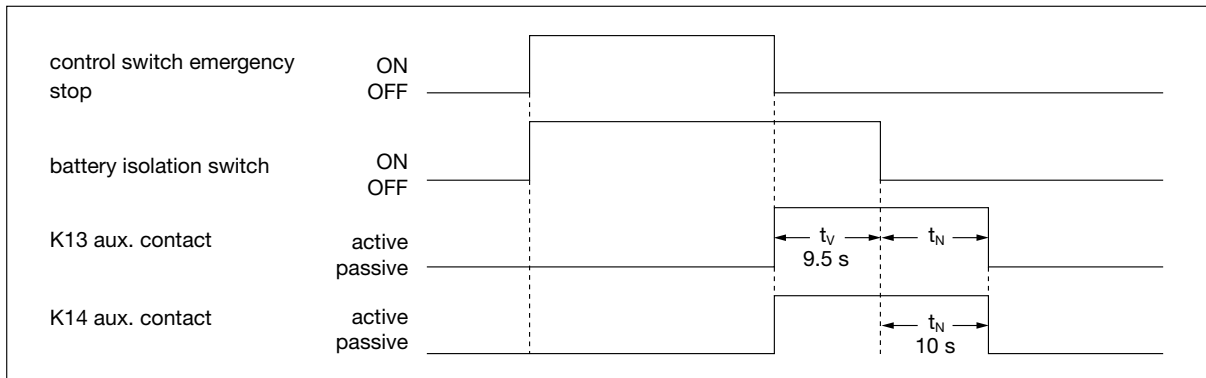 control switch emergency
stop
ON
OFF
battery isolation switch
ON
OFF
K13 aux. contact
active
passive
tV
9.5 s
tN
K14 aux. contact
active
passive
tN
10 s